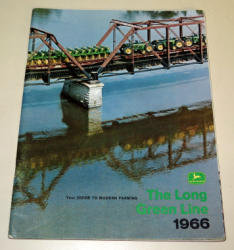 Your GUIDE TO MODERN FARMING
The Long
Green Line
1966